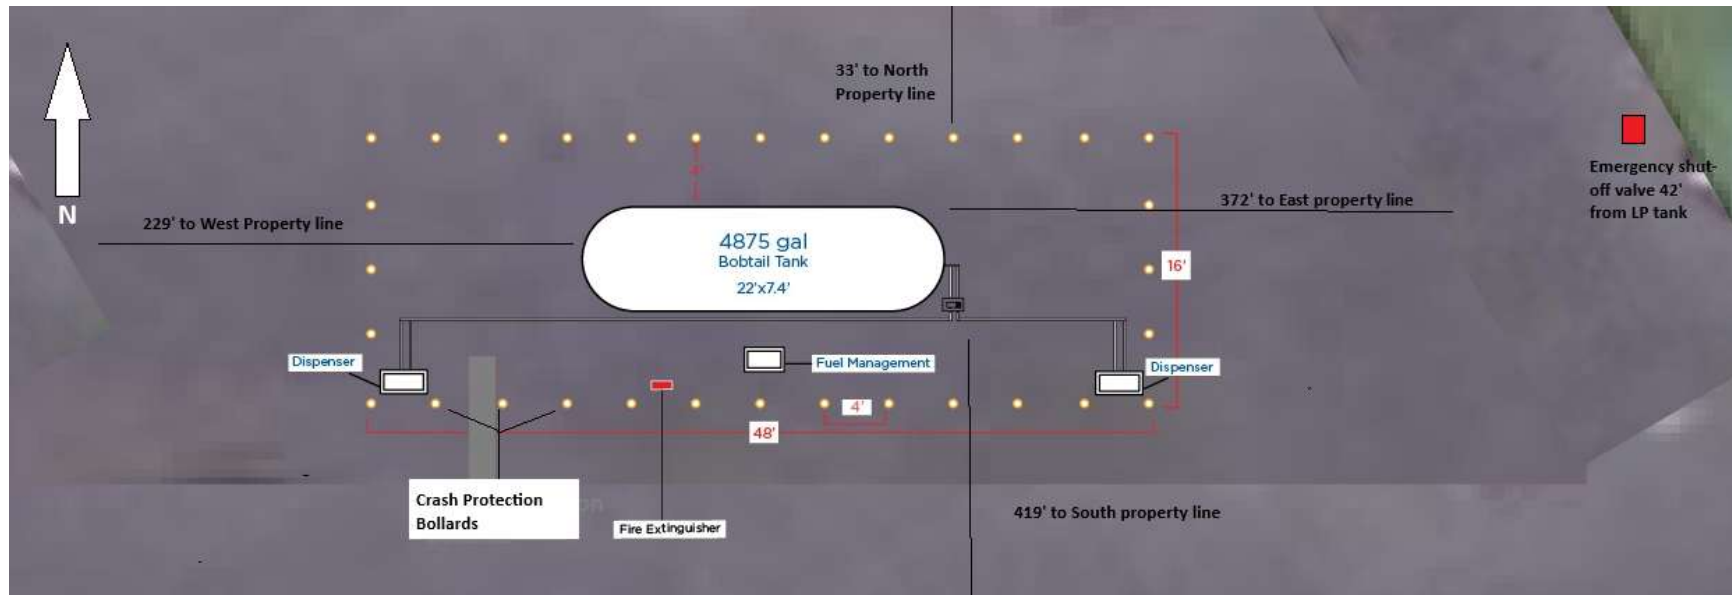 33' to North
Property line
4'
Emergency shut-
off valve 42'
from LP tank
N
229' to West Property line
372' to East property line
4875 gal
Bobtail Tank
22'x7.4'
16'
Dispenser
Fuel Management
Dispenser
4'
48'
Crash Protection
Bollards
Fire Extinguisher
419' to South property line